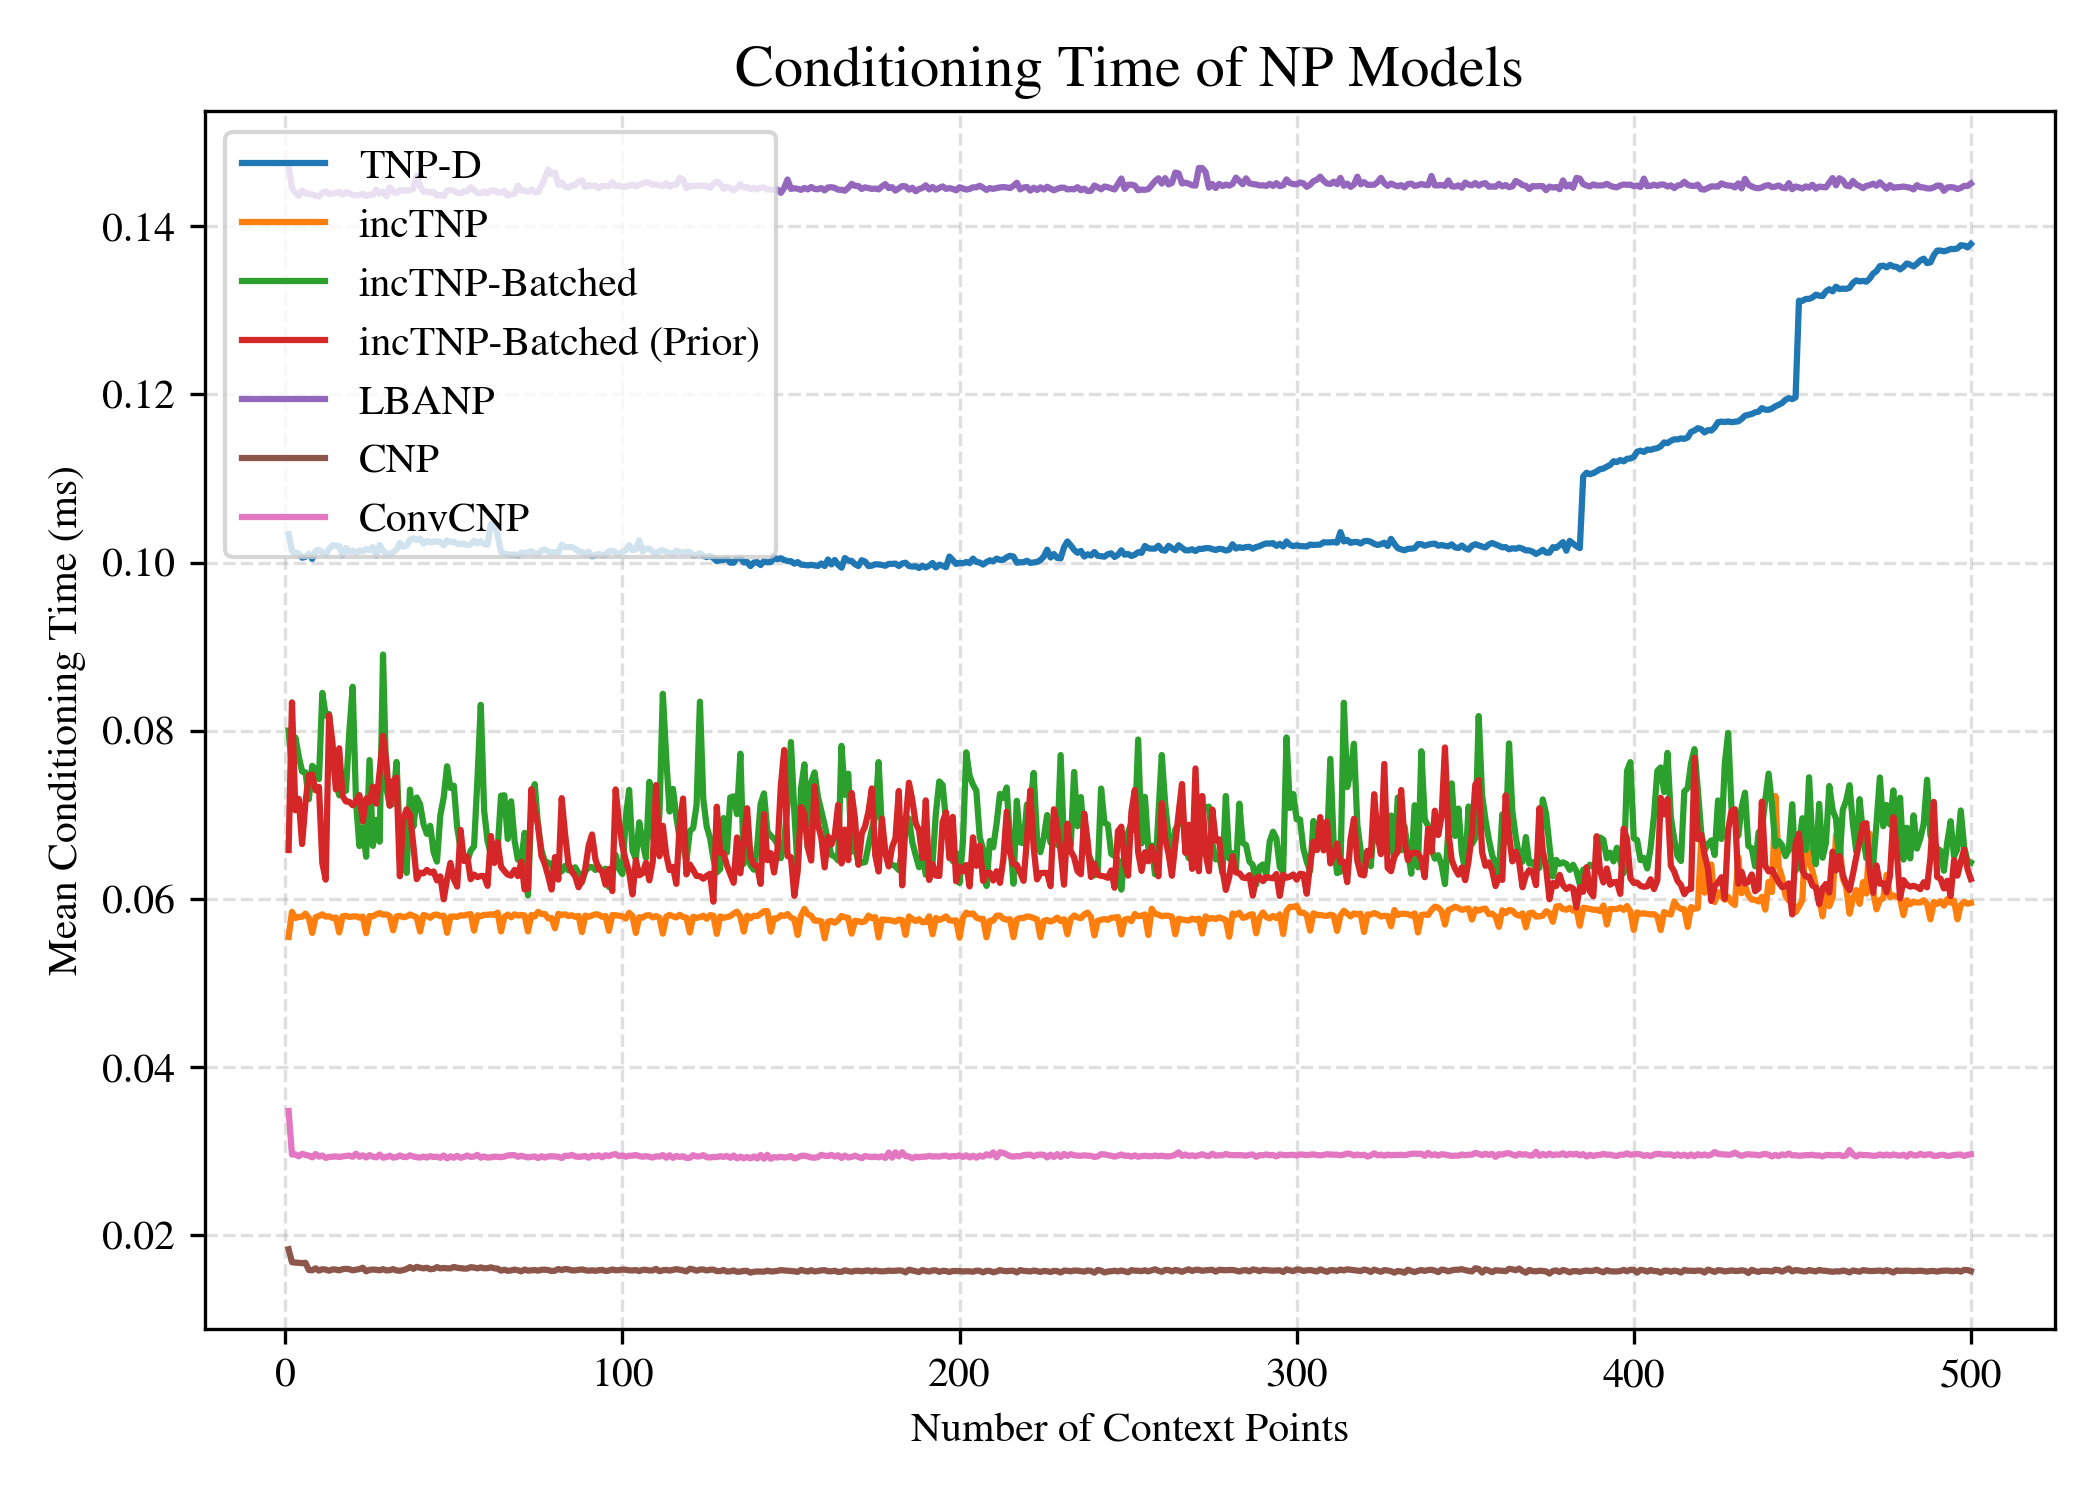 Conditioning Time of NP Models
TNP-D
incTNP
incTNP-Batched
incTNP-Batched (Prior)
LBANP
CNP
ConvCNP
Mean Conditioning Time (ms)
0.14
0.12
0.10
0.08
0.06
0.04
0.02
0 100 200 300 400 500
Number of Context Points